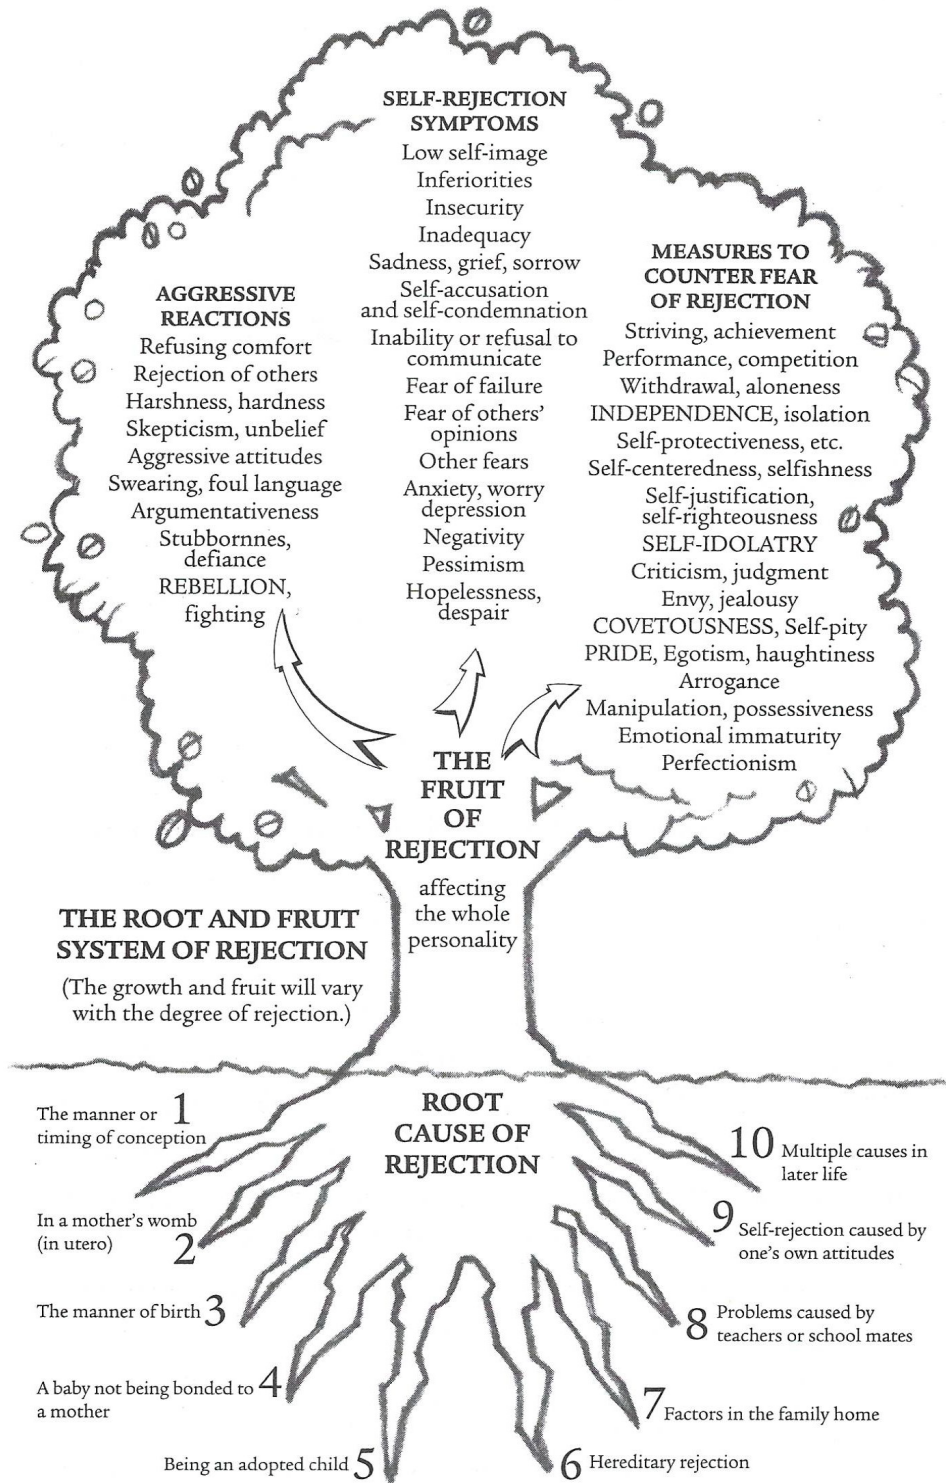 SELF-REJECTION
SYMPTOMS
Low self-image
Inferiorities
Insecurity
Inadequacy
Sadness, grief, sorrow
Self-accusation
and self-condemnation
Inability or refusal to
communicate
Fear of failure
Fear of others'
opinions
Other fears
Anxiety, worry
depression
Negativity
Pessimism
Hopelessness,
despair
AGGRESSIVE
REACTIONS
Refusing comfort
Rejection of others
Harshness, hardness
Skepticism, unbelief
Aggressive attitudes
Swearing, foul language
Argumentativeness
Stubbornnes,
defiance
REBELLION,
fighting
MEASURES TO
COUNTER FEAR
OF REJECTION
Striving, achievement
Performance, competition
Withdrawal, aloneness
INDEPENDENCE, isolation
Self-protectiveness, etc.
Self-centeredness, selfishness
Self-justification,
self-righteousness
SELF-IDOLATRY
Criticism, judgment
Envy, jealousy
COVETOUSNESS, Self-pity
PRIDE, Egotism, haughtiness
Arrogance
Manipulation, possessiveness
Emotional immaturity
Perfectionism
THE
FRUIT
OF
REJECTION
affecting
the whole
personality
THE ROOT AND FRUIT
SYSTEM OF REJECTION
(The growth and fruit will vary
with the degree of rejection.)
ROOT
CAUSE OF
REJECTION
The manner or 1
timing of conception
In a mother's womb
(in utero) 2
The manner of birth 3
A baby not being bonded to 4
a mother
Being an adopted child 5
6 Hereditary rejection
7 Factors in the family home
8 Problems caused by
teachers or school mates
9 Self-rejection caused by
one's own attitudes
10 Multiple causes in
later life